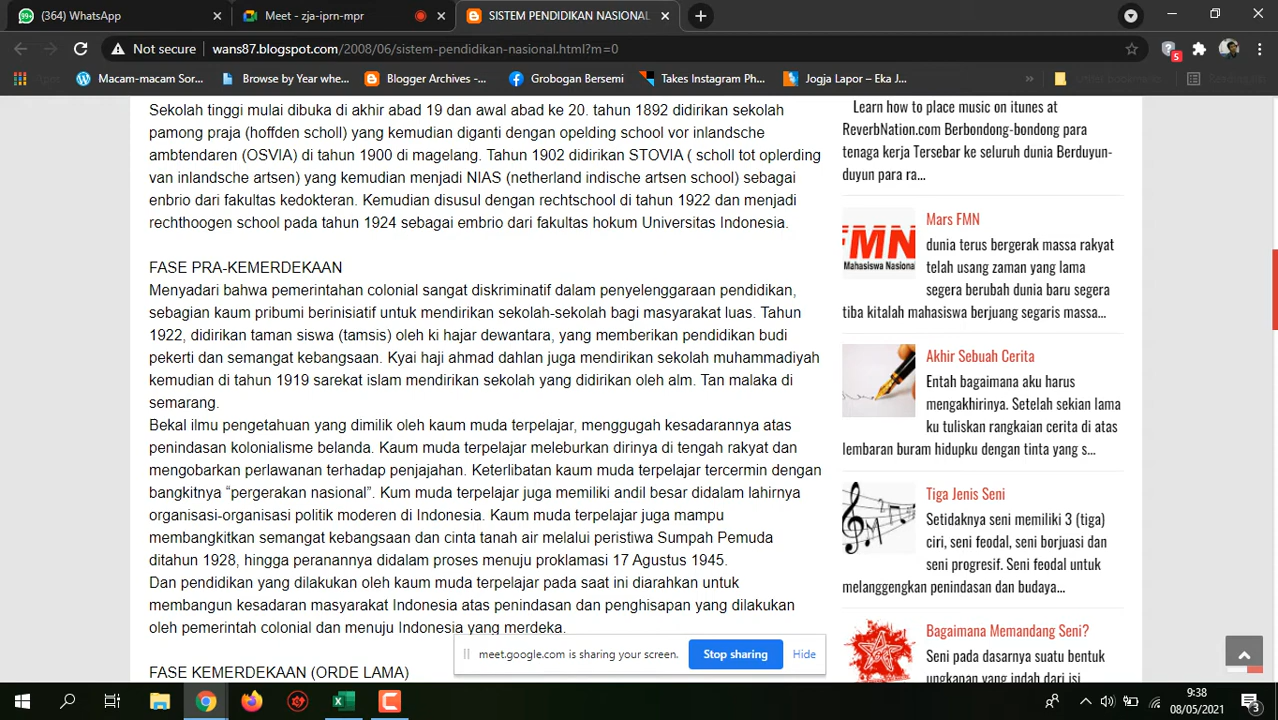 (364) WhatsApp
Meet - zja-iprn-mpr
SISTEM PENDIDIKAN NASIONAL
Not secure
wans87.blogspot.com/2008/06/sistem-pendidikan-nasional.html?m=0
5
Apps
Macam-macam Sor...
Browse by Year whe...
Blogger Archives -...
Grobogan Bersemi
Takes Instagram Ph...
Jogja Lapor – Eka J...
»
Sekolah tinggi mulai dibuka di akhir abad 19 dan awal abad ke 20. tahun 1892 didirikan sekolah
pamong praja (hoffden scholl) yang kemudian diganti dengan opelding school vor inlandsche
ambtendaren (OSVIA) di tahun 1900 di magelang. Tahun 1902 didirikan STOVIA ( scholl tot oplerding
van inlandsche artsen) yang kemudian menjadi NIAS (netherland indische artsen school) sebagai
enbrio dari fakultas kedokteran. Kemudian disusul dengan rechtschool di tahun 1922 dan menjadi
rechthoogen school pada tahun 1924 sebagai embrio dari fakultas hokum Universitas Indonesia.
FASE PRA-KEMERDEKAAN
Menyadari bahwa pemerintahan colonial sangat diskriminatif dalam penyelenggaraan pendidikan,
sebagian kaum pribumi berinisiatif untuk mendirikan sekolah-sekolah bagi masyarakat luas. Tahun
1922, didirikan taman siswa (tamsis) oleh ki hajar dewantara, yang memberikan pendidikan budi
pekerti dan semangat kebangsaan. Kyai haji ahmad dahlan juga mendirikan sekolah muhammadiyah
kemudian di tahun 1919 sarekat islam mendirikan sekolah yang didirikan oleh alm. Tan malaka di
semarang.
Bekal ilmu pengetahuan yang dimilik oleh kaum muda terpelajar, menggugah kesadarannya atas
penindasan kolonialisme belanda. Kaum muda terpelajar meleburkan dirinya di tengah rakyat dan
mengobarkan perlawanan terhadap penjajahan. Keterlibatan kaum muda terpelajar tercermin dengan
bangkitnya “pergerakan nasional”. Kum muda terpelajar juga memiliki andil besar didalam lahirnya
organisasi-organisasi politik moderen di Indonesia. Kaum muda terpelajar juga mampu
membangkitkan semangat kebangsaan dan cinta tanah air melalui peristiwa Sumpah Pemuda
ditahun 1928, hingga peranannya didalam proses menuju proklamasi 17 Agustus 1945.
Dan pendidikan yang dilakukan oleh kaum muda terpelajar pada saat ini diarahkan untuk
membangun kesadaran masyarakat Indonesia atas penindasan dan penghisapan yang dilakukan
oleh pemerintah colonial dan menuju Indonesia yang merdeka.
FASE KEMERDEKAAN (ORDE LAMA)
Learn how to place music on itunes at
ReverbNation.com Berbondong-bondong para
tenaga kerja Tersebar ke seluruh dunia Berduyun-
duyun para ra...
FMN
Mahasiswa Nasional
Mars FMN
dunia terus bergerak massa rakyat
telah usang zaman yang lama
segera berubah dunia baru segera
tiba kitalah mahasiswa berjuang segaris massa...
Akhir Sebuah Cerita
Entah bagaimana aku harus
mengakhirinya. Setelah sekian lama
ku tuliskan rangkaian cerita di atas
lembaran buram hidupku dengan tinta yang s...
Tiga Jenis Seni
Setidaknya seni memiliki 3 (tiga)
ciri, seni feodal, seni borjuasi dan
seni progresif. Seni feodal untuk
melanggengkan penindasan dan budaya...
Bagaimana Memandang Seni?
Seni pada dasarnya suatu bentuk
ungkapan yang indah dari isi
meet.google.com is sharing your screen.
Stop sharing
Hide
9:38
08/05/2021
3